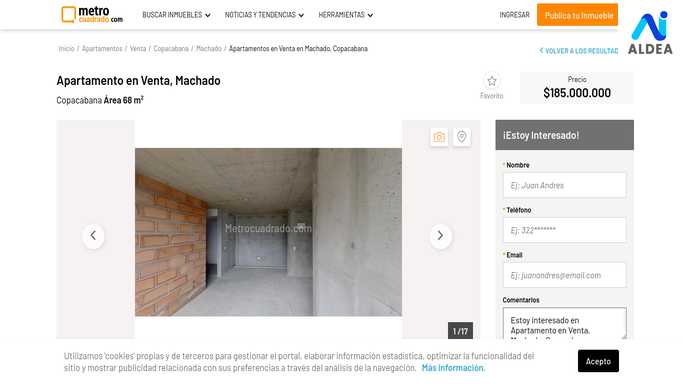 metro
cuadrado.com
BUSCAR INMUEBLES
NOTICIAS Y TENDENCIAS
HERRAMIENTAS
INGRESAR
Publica tu Inmueble
ALDEA
Inicio / Apartamentos / Venta / Copacabana / Machado / Apartamentos en Venta en Machado, Copacabana
VOLVER A LOS RESULTAD
Apartamento en Venta, Machado
Copacabana Área 68 m²
Favorito
Precio
$185.000.000
Metrocuadrado.com
1 /17
¡Estoy Interesado!
* Nombre
Ej: Juan Andres
* Teléfono
Ej: 322*******
* Email
Ej: juanandres@email.com
Comentarios
Estoy interesado en
Apartamento en Venta,
Utilizamos 'cookies' propias y de terceros para gestionar el portal, elaborar información estadística, optimizar la funcionalidad del
sitio y mostrar publicidad relacionada con sus preferencias a través del análisis de la navegación. Más información.
Acepto